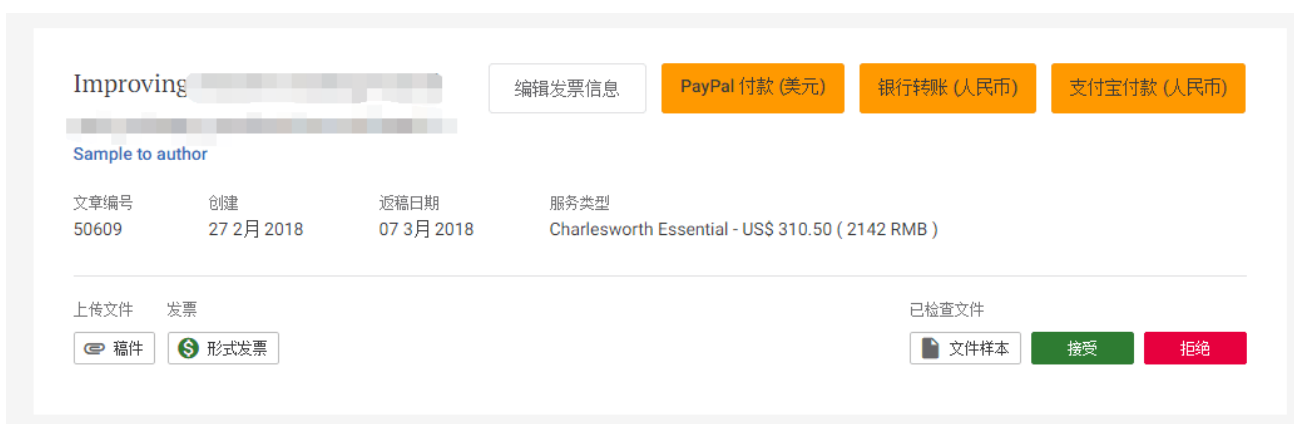 Improving
编辑发票信息
PayPal 付款 (美元)
银行转账 (人民币)
支付宝付款 (人民币)
Sample to author
文章编号 创建 返稿日期 服务类型
50609 27 2月 2018 07 3月 2018 Charlesworth Essential - US$ 310.50 ( 2142 RMB )
上传文件 发票 已检查文件
稿件 形式发票 文件样本 接受 拒绝